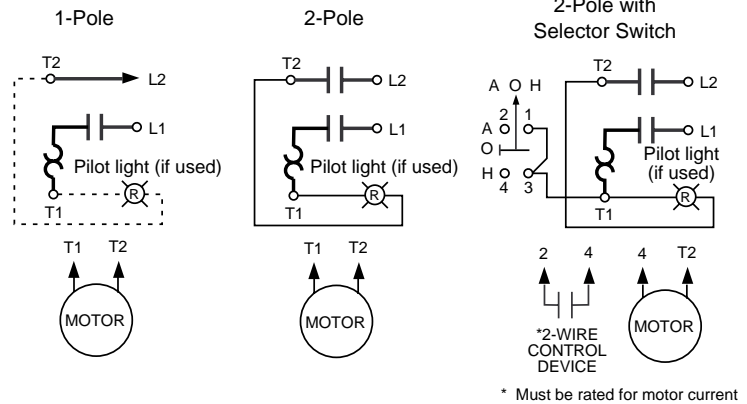 1-Pole
T2
L2
L1
Pilot light (if used)
R
T1
T1 T2
MOTOR
2-Pole
T2
L2
L1
Pilot light (if used)
R
T1
T1 T2
MOTOR
2-Pole with
Selector Switch
T2
L2
A O H
2 1
A
L1
O
Pilot light
(if used)
H
4 3
R
T1
2 4 4 T2
MOTOR
*2-WIRE
CONTROL
DEVICE
* Must be rated for motor current